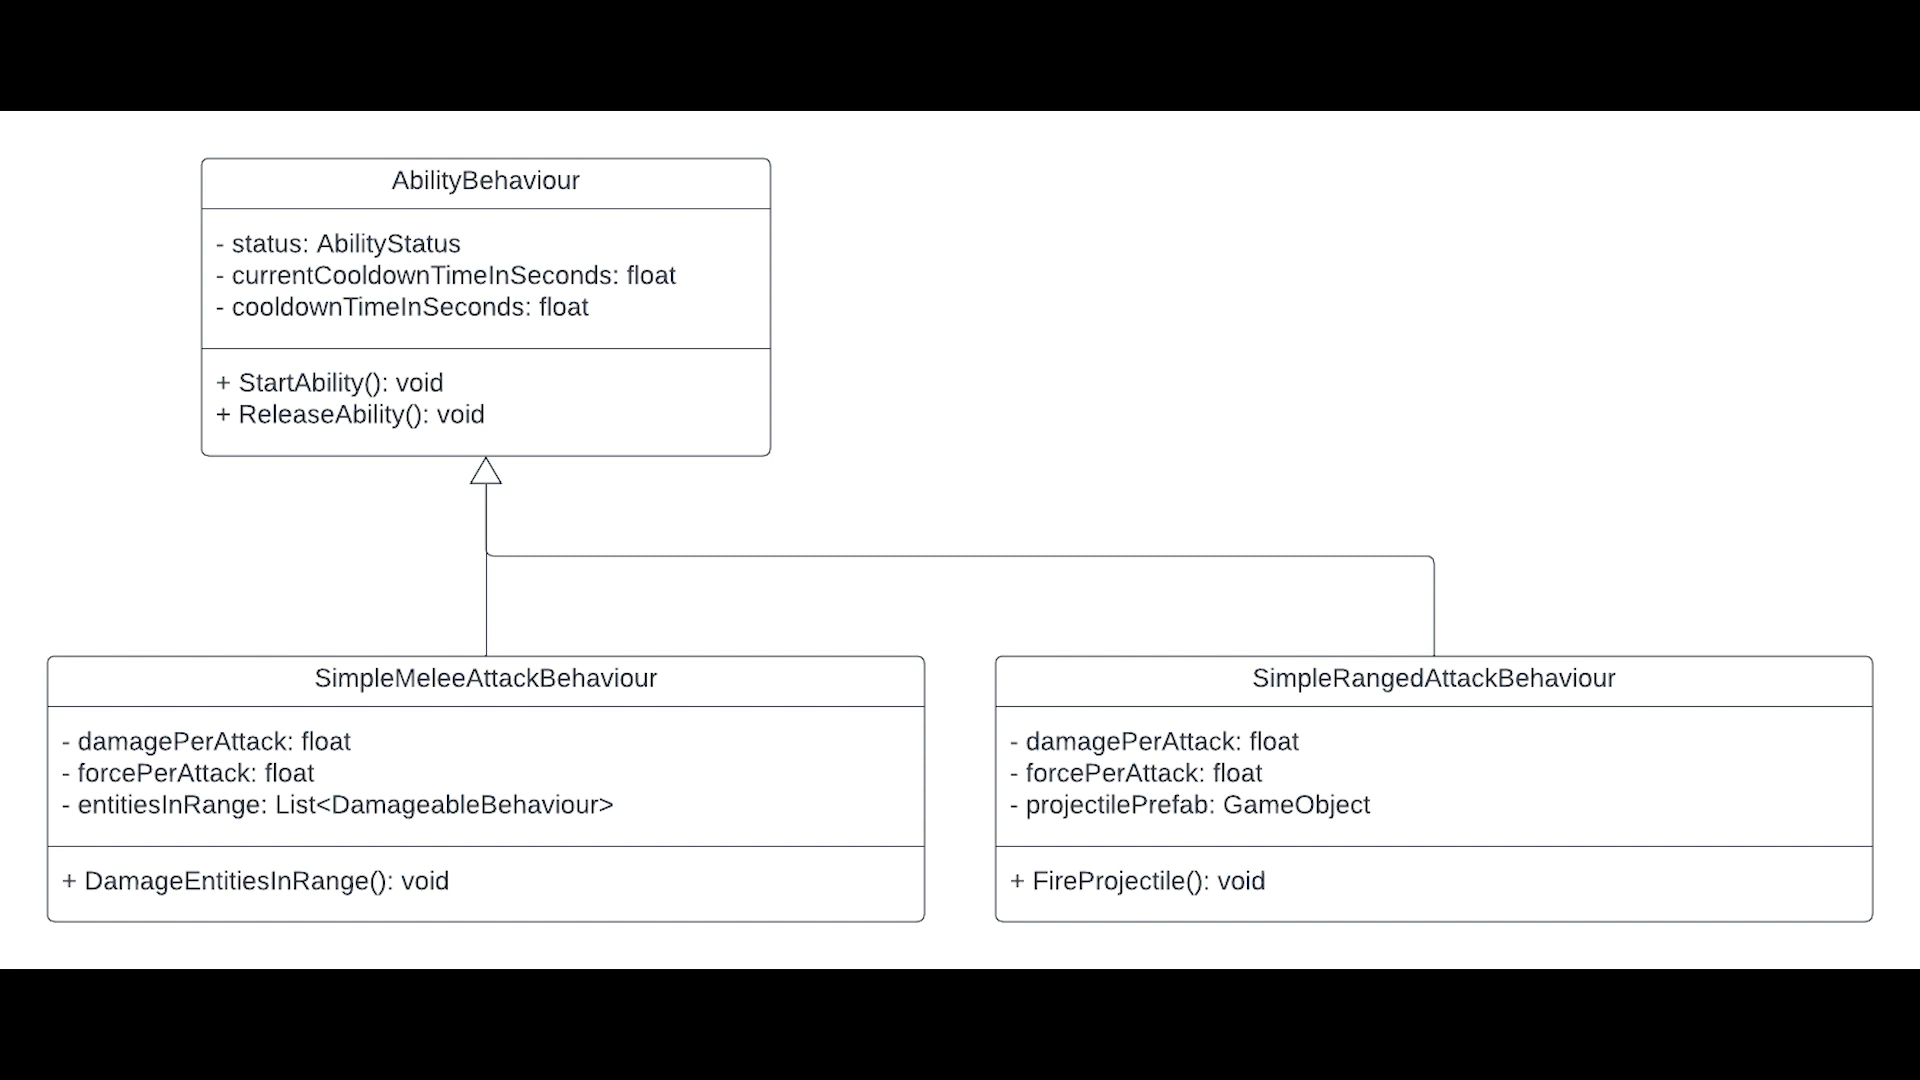 AbilityBehaviour
- status: AbilityStatus
- currentCooldownTimeInSeconds: float
- cooldownTimeInSeconds: float
+ StartAbility(): void
+ ReleaseAbility(): void
SimpleMeleeAttackBehaviour
- damagePerAttack: float
- forcePerAttack: float
- entitiesInRange: List<DamageableBehaviour>
+ DamageEntitiesInRange(): void
SimpleRangedAttackBehaviour
- damagePerAttack: float
- forcePerAttack: float
- projectilePrefab: GameObject
+ FireProjectile(): void